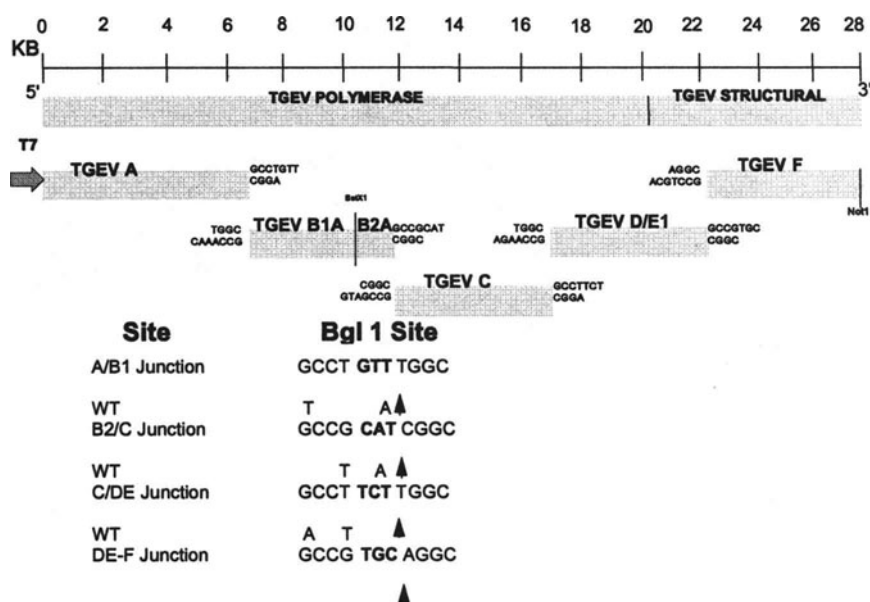 0 2 4 6 8 10 12 14 16 18 20 22 24 26 28
KB
5' 3'
TGEV POLYMERASE TGEV STRUCTURAL
T7
TGEV A GCCTGTT AGGC TGEV F
CGGA ACGTCCG
BstX1
Not1
TGGC TGEV B1A B2A GCCGCAT TGGC TGEV D/E1 GCCGTGC
CAAACCG CGGC AGAACCG CGGC
CGGC TGEV C GCCTTCT
GTAGCCG CGGA
Site Bgl 1 Site
A/B1 Junction GCCT GTT TGGC
WT T A
B2/C Junction GCCG CAT CGGC
WT T A
C/DE Junction GCCT TCT TGGC
WT A T
DE-F Junction GCCG TGC AGGC